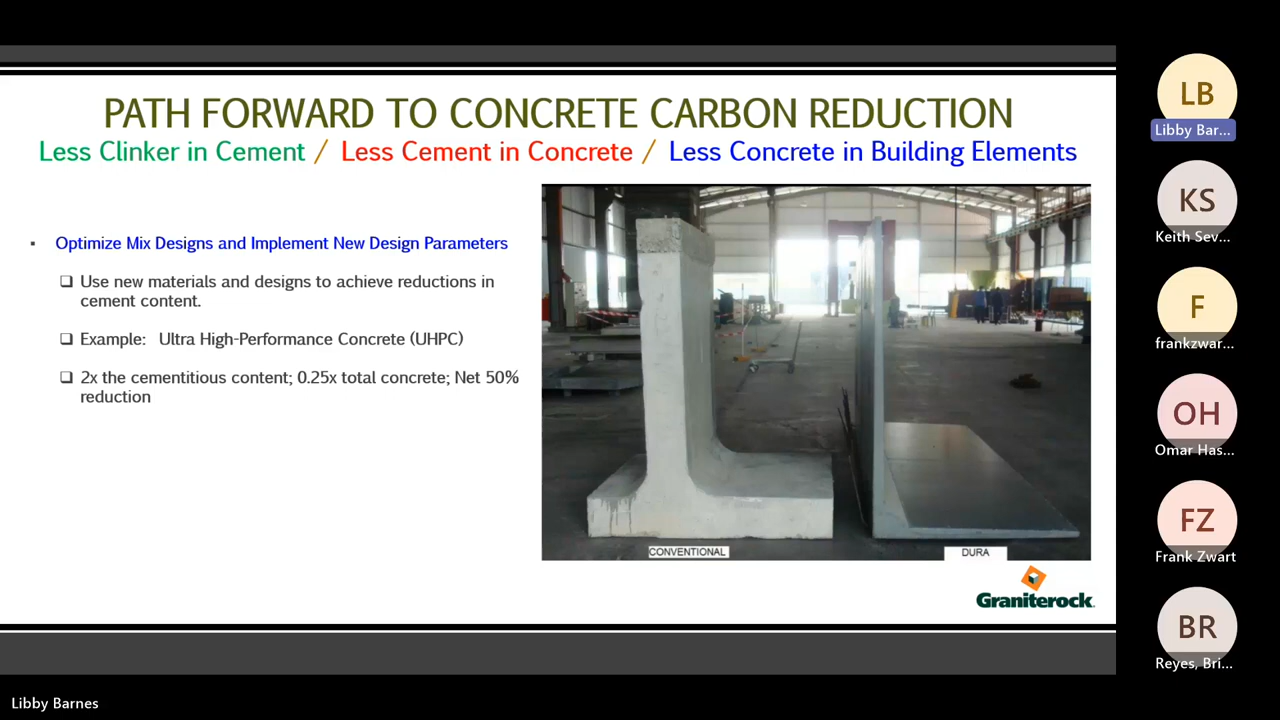 PATH FORWARD TO CONCRETE CARBON REDUCTION
Less Clinker in Cement / Less Cement in Concrete / Less Concrete in Building Elements
▪ Optimize Mix Designs and Implement New Design Parameters
❑ Use new materials and designs to achieve reductions in
cement content.
❑ Example: Ultra High-Performance Concrete (UHPC)
❑ 2x the cementitious content; 0.25x total concrete; Net 50%
reduction
CONVENTIONAL
DURA
Graniterock.
LB
Libby Bar...
KS
Keith Sev...
F
frankzwar...
OH
Omar Has...
FZ
Frank Zwart
BR
Reyes, Bri...
Libby Barnes